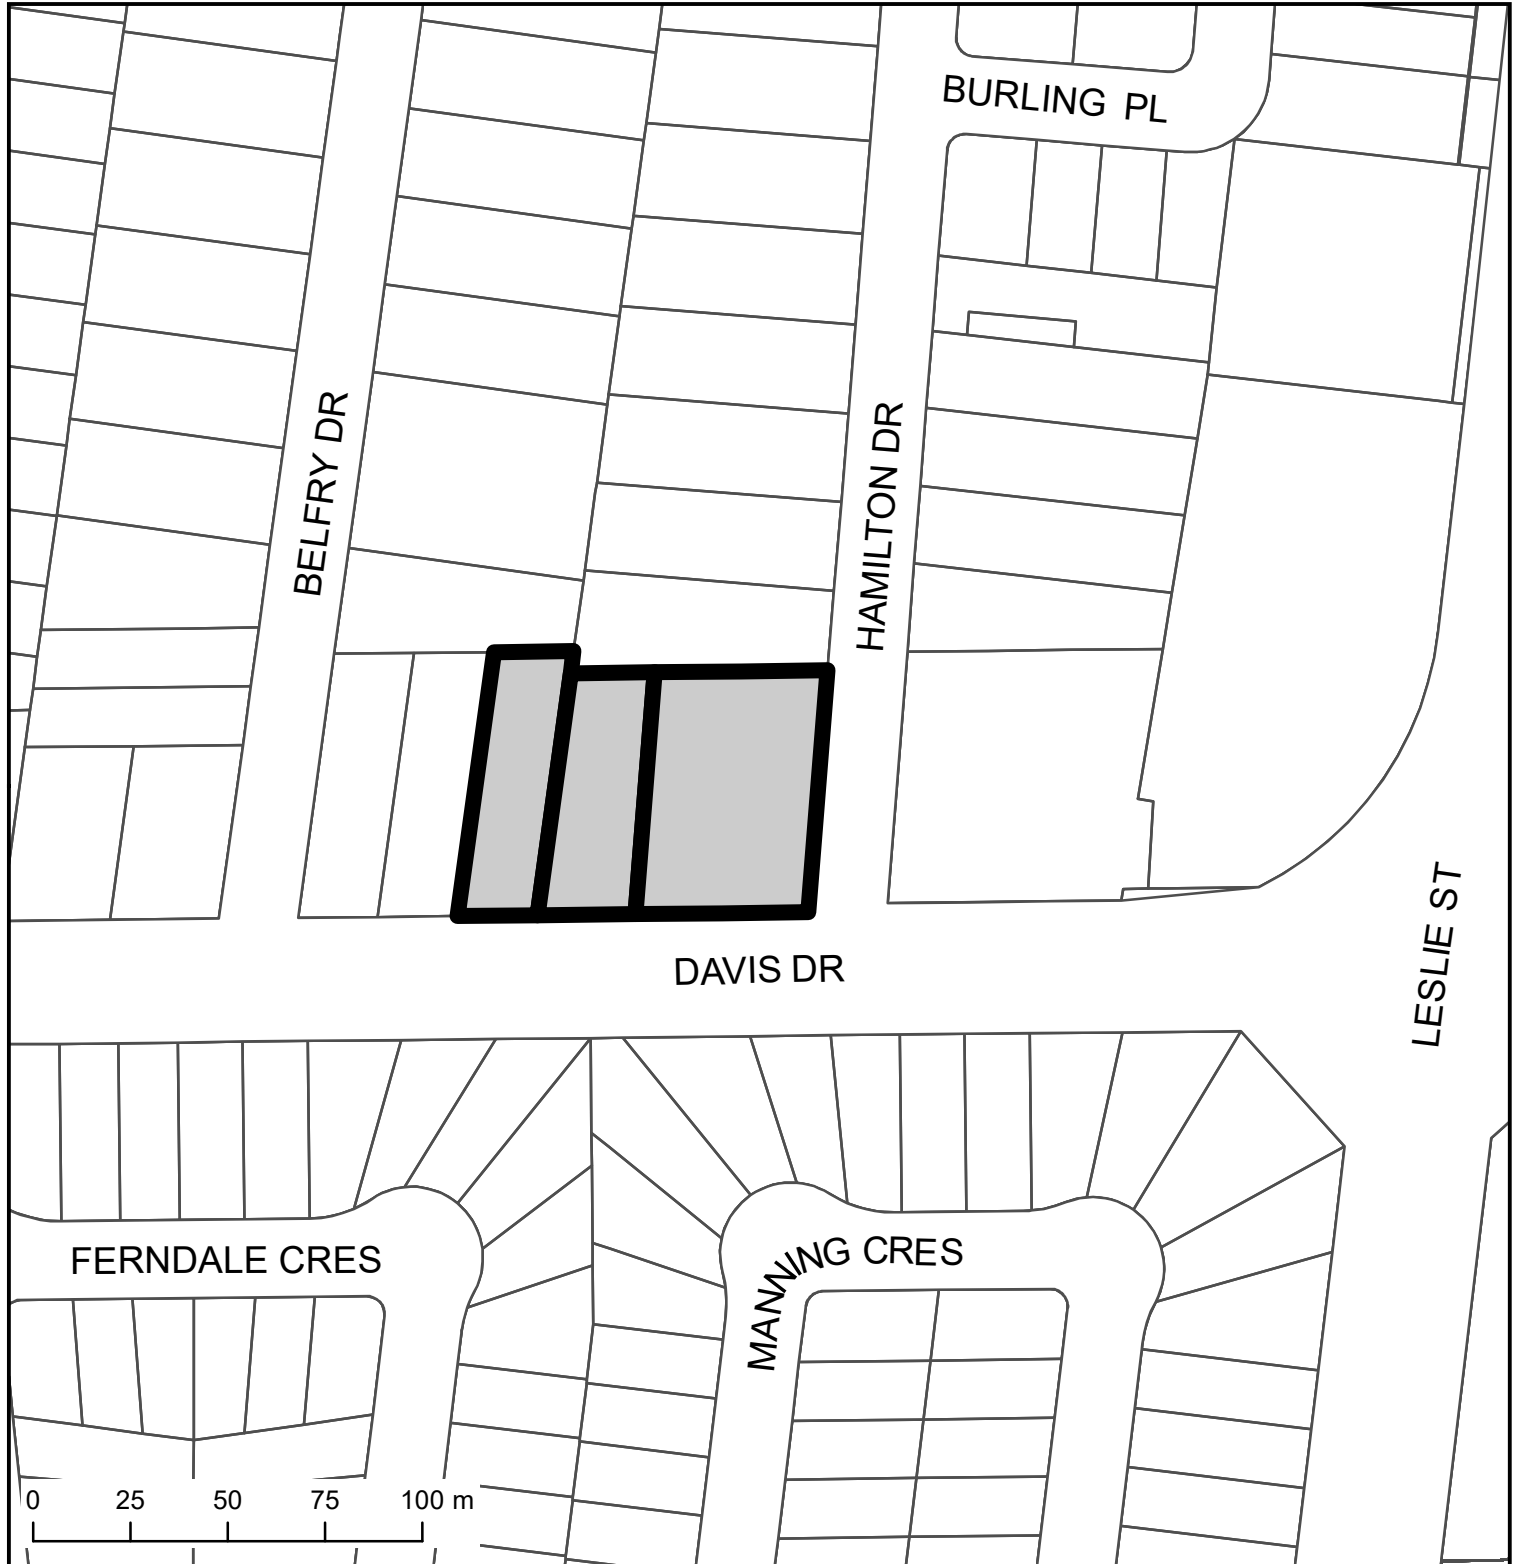 BURLING PL
BELFRY DR
HAMILTON DR
LESLIE ST
DAVIS DR
FERNDALE CRES
MANNING CRES
0 25 50 75 100 m